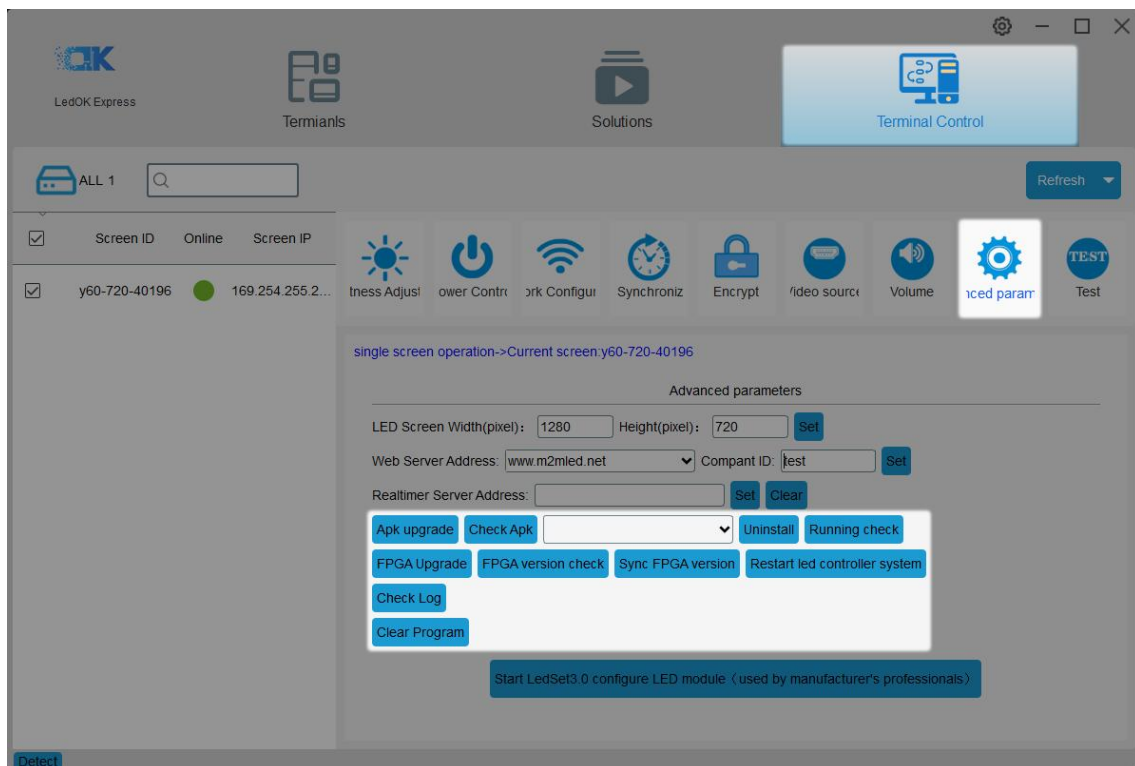 LedOK Express
Termianls
Solutions
Terminal Control
ALL 1
Refresh
Screen ID Online Screen IP
y60-720-40196 169.254.255.2...
tness Adjust ower Contro ork Configur Synchroniz Encrypt Video source Volume nced param Test
TEST
single screen operation->Current screen:y60-720-40196
Advanced parameters
LED Screen Width(pixel): 1280 Height(pixel): 720 Set
Web Server Address: www.m2mled.net Compant ID: test Set
Realtimer Server Address: Set Clear
Apk upgrade Check Apk Uninstall Running check
FPGA Upgrade FPGA version check Sync FPGA version Restart led controller system
Check Log
Clear Program
Start LedSet3.0 configure LED module（used by manufacturer's professionals）
Detect